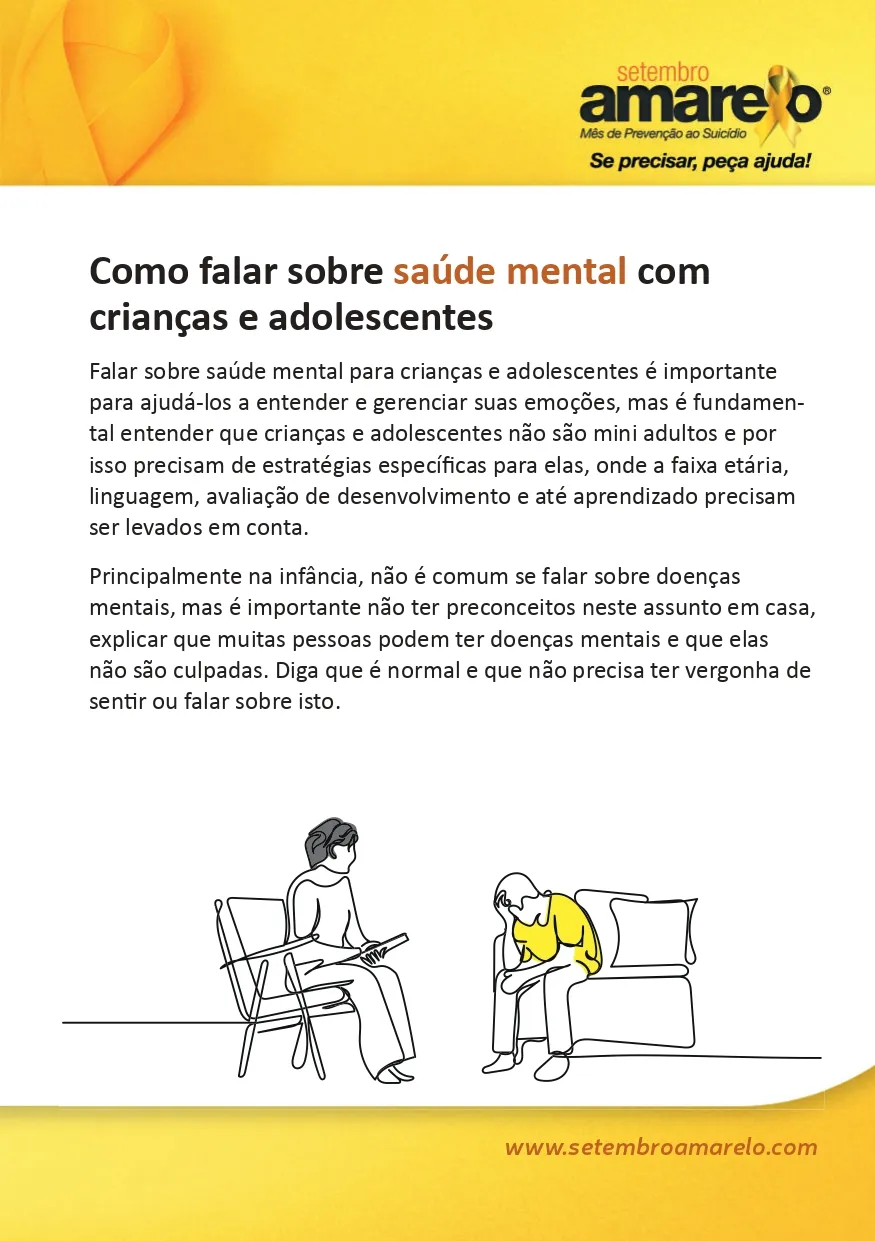 setembro
amarelo®
Mês de Prevenção ao Suicídio
Se precisar, peça ajuda!
Como falar sobre saúde mental com
crianças e adolescentes
Falar sobre saúde mental para crianças e adolescentes é importante
para ajudá-los a entender e gerenciar suas emoções, mas é fundamen-
tal entender que crianças e adolescentes não são mini adultos e por
isso precisam de estratégias específicas para elas, onde a faixa etária,
linguagem, avaliação de desenvolvimento e até aprendizado precisam
ser levados em conta.
Principalmente na infância, não é comum se falar sobre doenças
mentais, mas é importante não ter preconceitos neste assunto em casa,
explicar que muitas pessoas podem ter doenças mentais e que elas
não são culpadas. Diga que é normal e que não precisa ter vergonha de
sentir ou falar sobre isto.
www.setembroamarelo.com